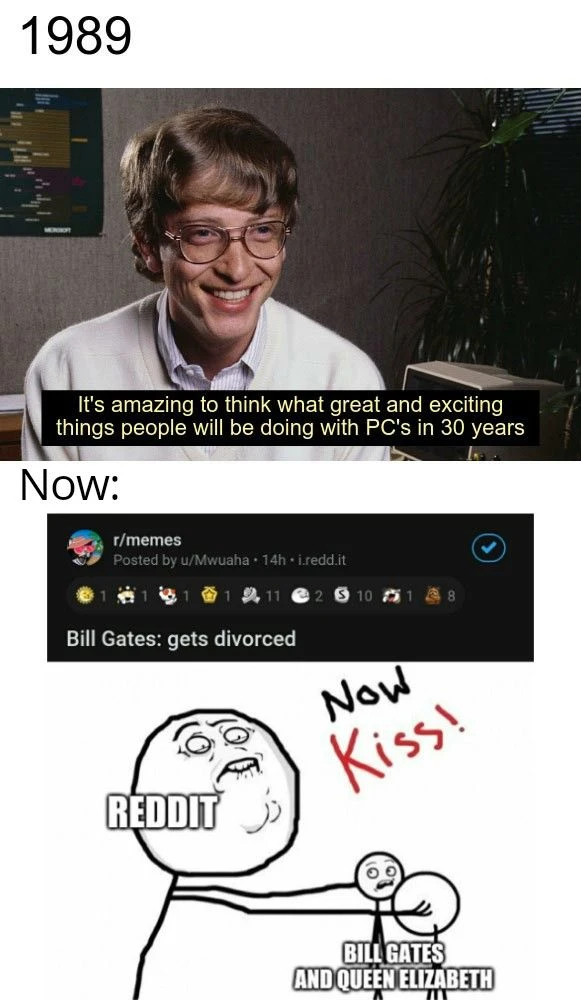 1989
MICROSOFT
It's amazing to think what great and exciting
things people will be doing with PC's in 30 years
Now:
r/memes
Posted by u/Mwuaha • 14h • i.redd.it
1 1 1 1 11 2 S 10 1 8
Bill Gates: gets divorced
Now
Kiss!
REDDIT
BILL GATES
AND QUEEN ELIZABETH